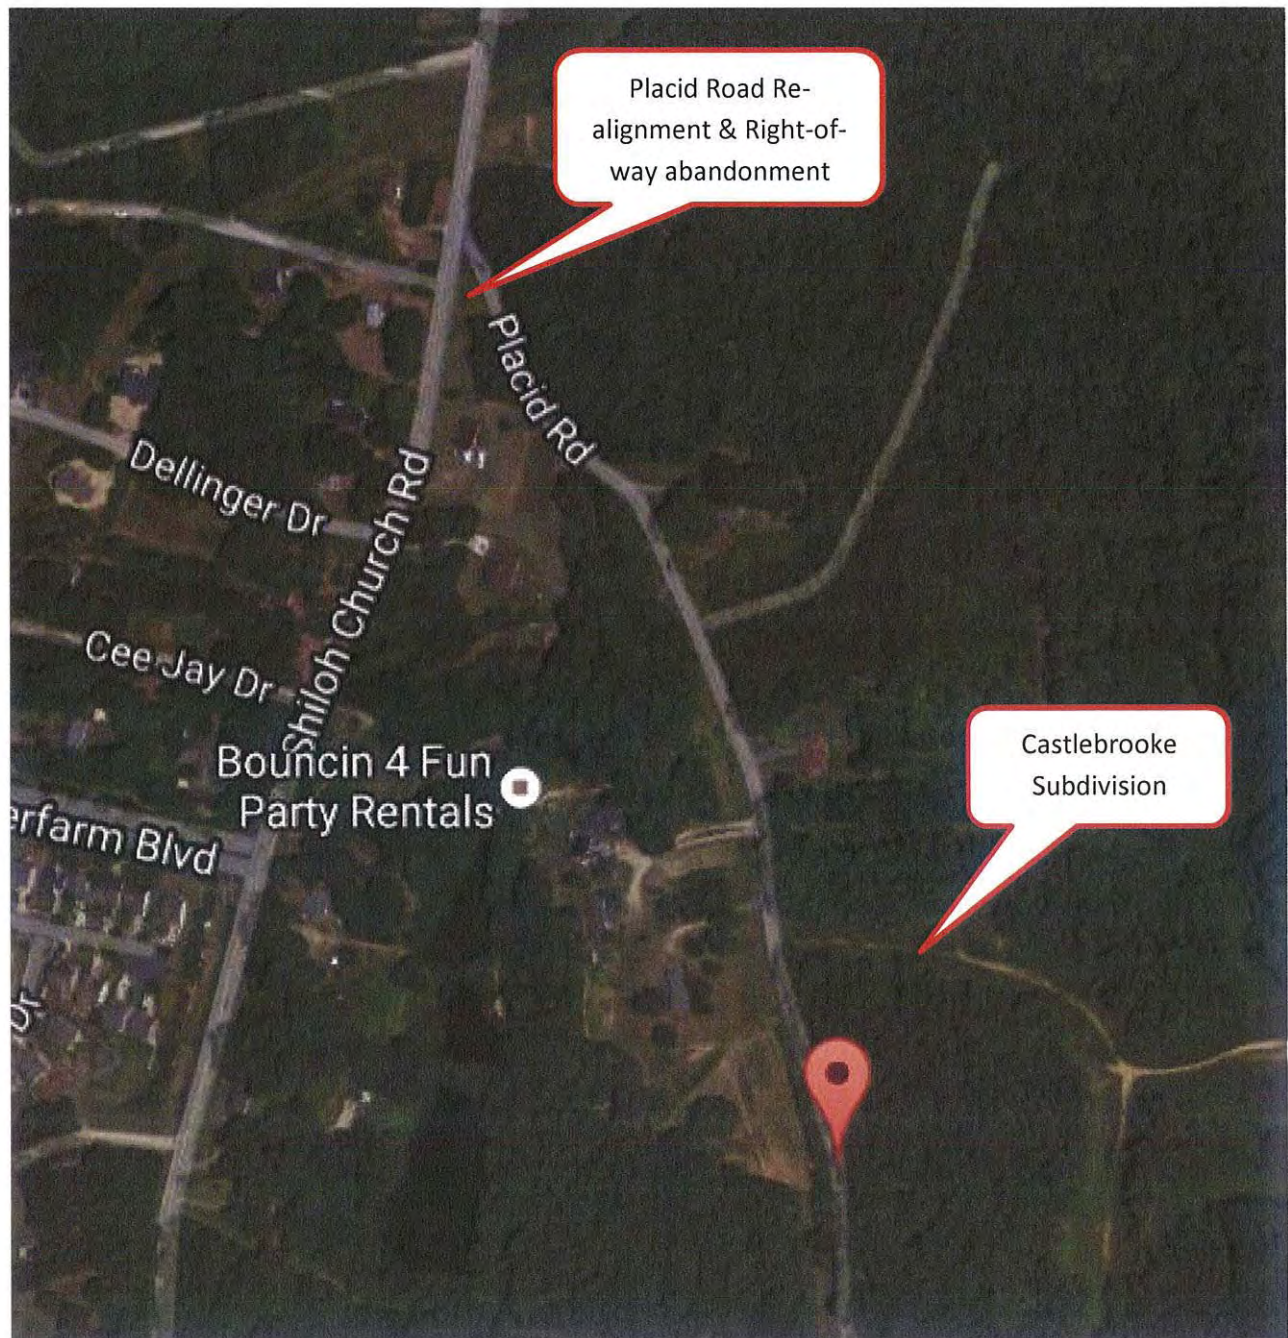 Placid Road Re-
alignment & Right-of-
way abandonment
Placid Rd
Dellinger Dr
Shiloh Church Rd
Cee Jay Dr
Castlebrooke
Subdivision
Bouncin 4 Fun
Party Rentals
erfarm Blvd
Dr